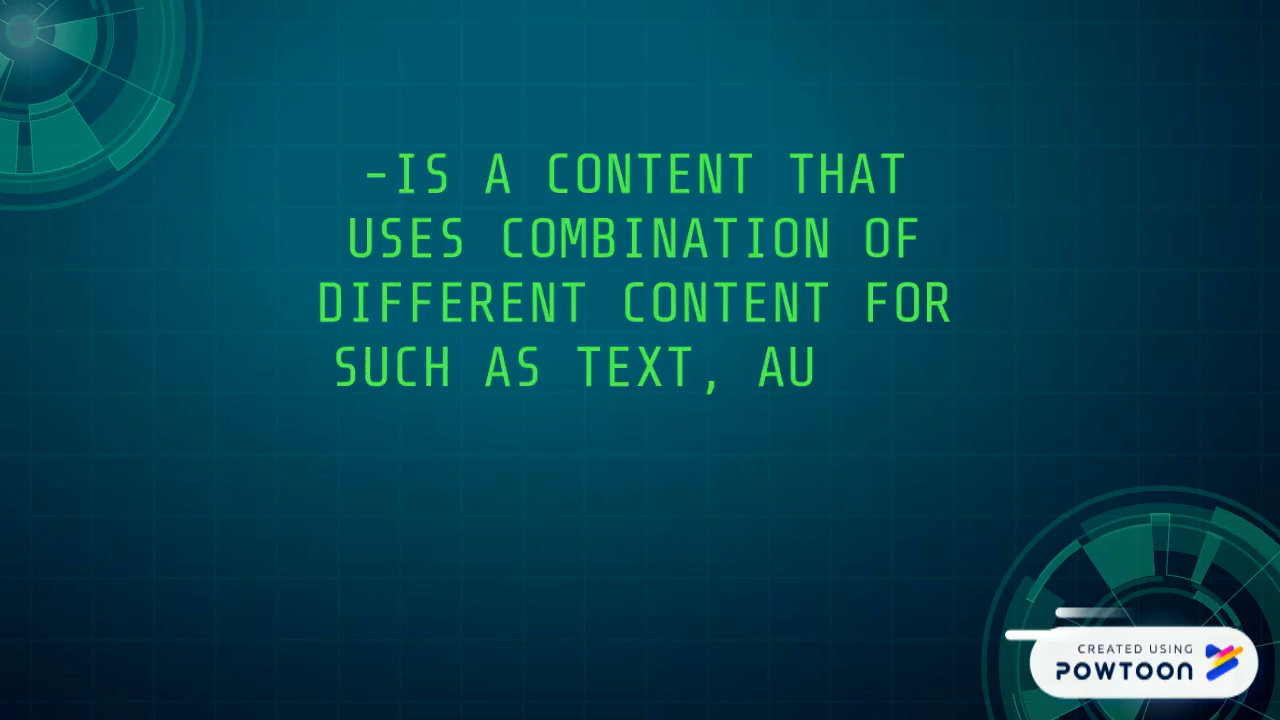 -IS A CONTENT THAT
USES COMBINATION OF
DIFFERENT CONTENT FOR
SUCH AS TEXT, AU
CREATED USING
POWTOON